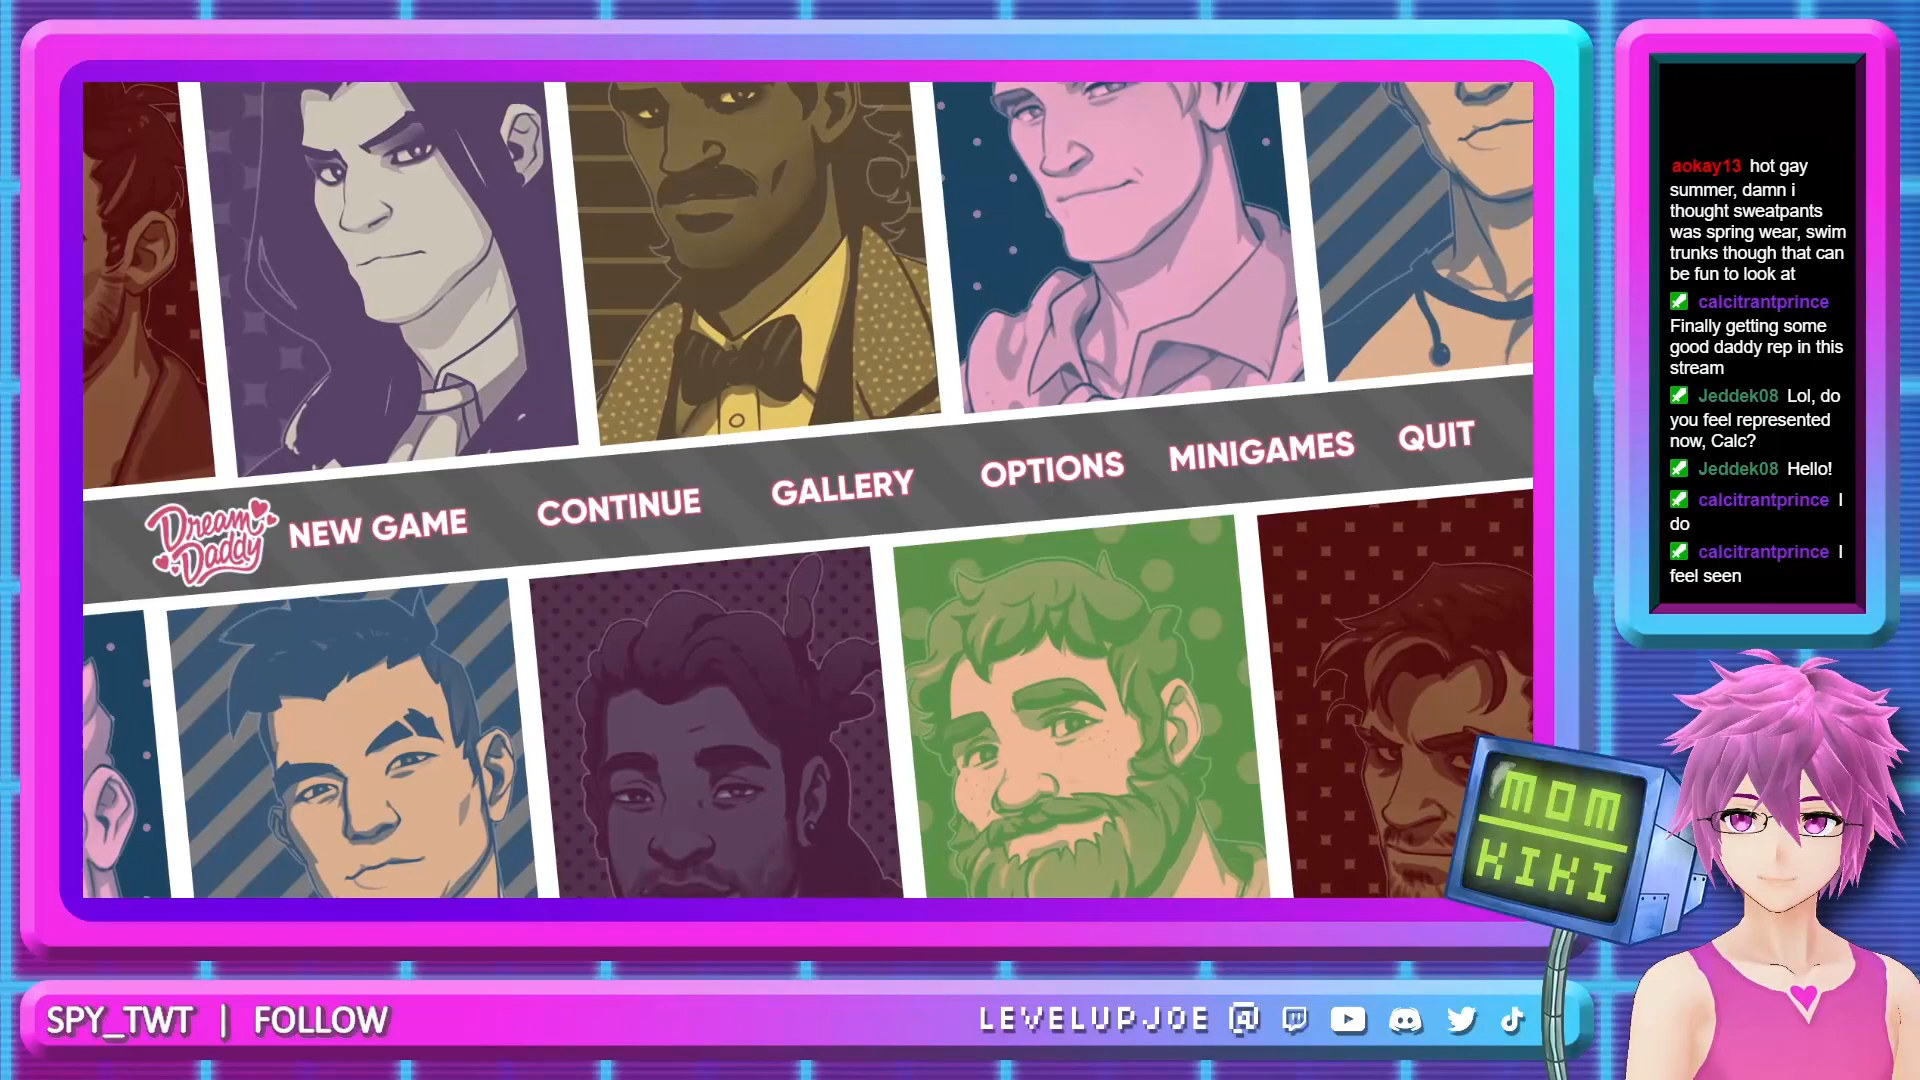 NEW GAME
CONTINUE
GALLERY
OPTIONS
MINIGAMES
QUIT
Dream
Daddy
aokay13 hot gay
summer, damn i
thought sweatpants
was spring wear, swim
trunks though that can
be fun to look at
calcitrantprince
Finally getting some
good daddy rep in this
stream
Jeddek08 Lol, do
you feel represented
now, Calc?
Jeddek08 Hello!
calcitrantprince I
do
calcitrantprince I
feel seen
MOM
KIKI
SPY_TWT | FOLLOW
LEVELUPJOE @